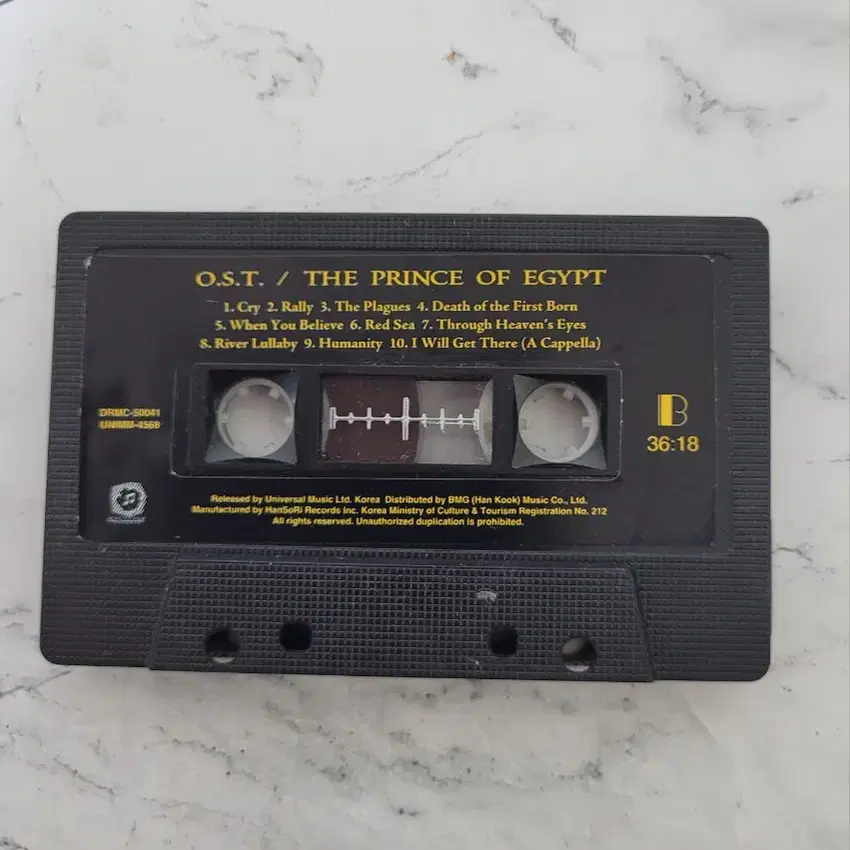 O.S.T. / THE PRINCE OF EGYPT
1. Cry 2. Rally 3. The Plagues 4. Death of the First Born
5. When You Believe 6. Red Sea 7. Through Heaven's Eyes
8. River Lullaby 9. Humanity 10. I Will Get There (A Cappella)
DRMC-50041
UNIMM-4568
B
36:18
Released by Universal Music Ltd. Korea Distributed by BMG (Han Kook) Music Co., Ltd.
Manufactured by HanSoRi Records Inc. Korea Ministry of Culture & Tourism Registration No. 212
All rights reserved. Unauthorized duplication is prohibited.